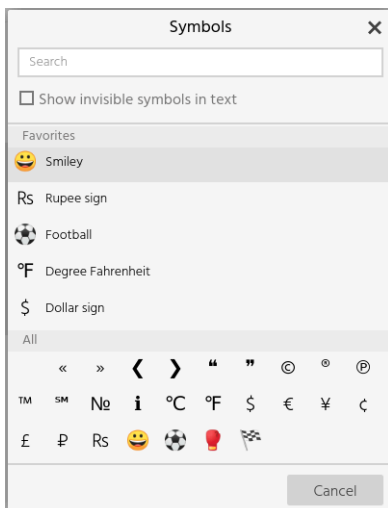 Symbols ×
Search
Show invisible symbols in text
Favorites
😀 Smiley
₨ Rupee sign
⚽ Football
℉ Degree Fahrenheit
$ Dollar sign
All
« » ❮ ❯ ❝ ❞ © ® ℗
™ ℠ № ℹ ℃ ℉ $ € ¥ ¢
£ ₽ ₨ 😀 ⚽ 🥊 🏁
Cancel